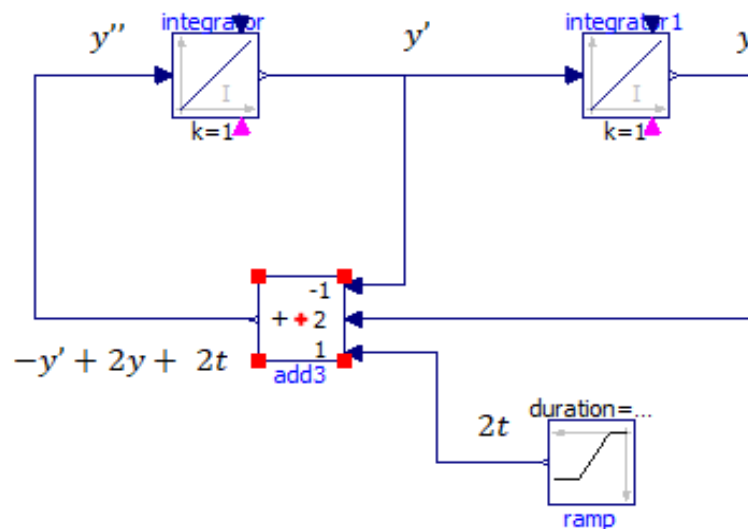 integrator
integrator1
y''
y'
y
I
I
k=1
k=1
-1
+ + 2
1
−y' + 2y + 2t
add3
duration=...
2t
ramp